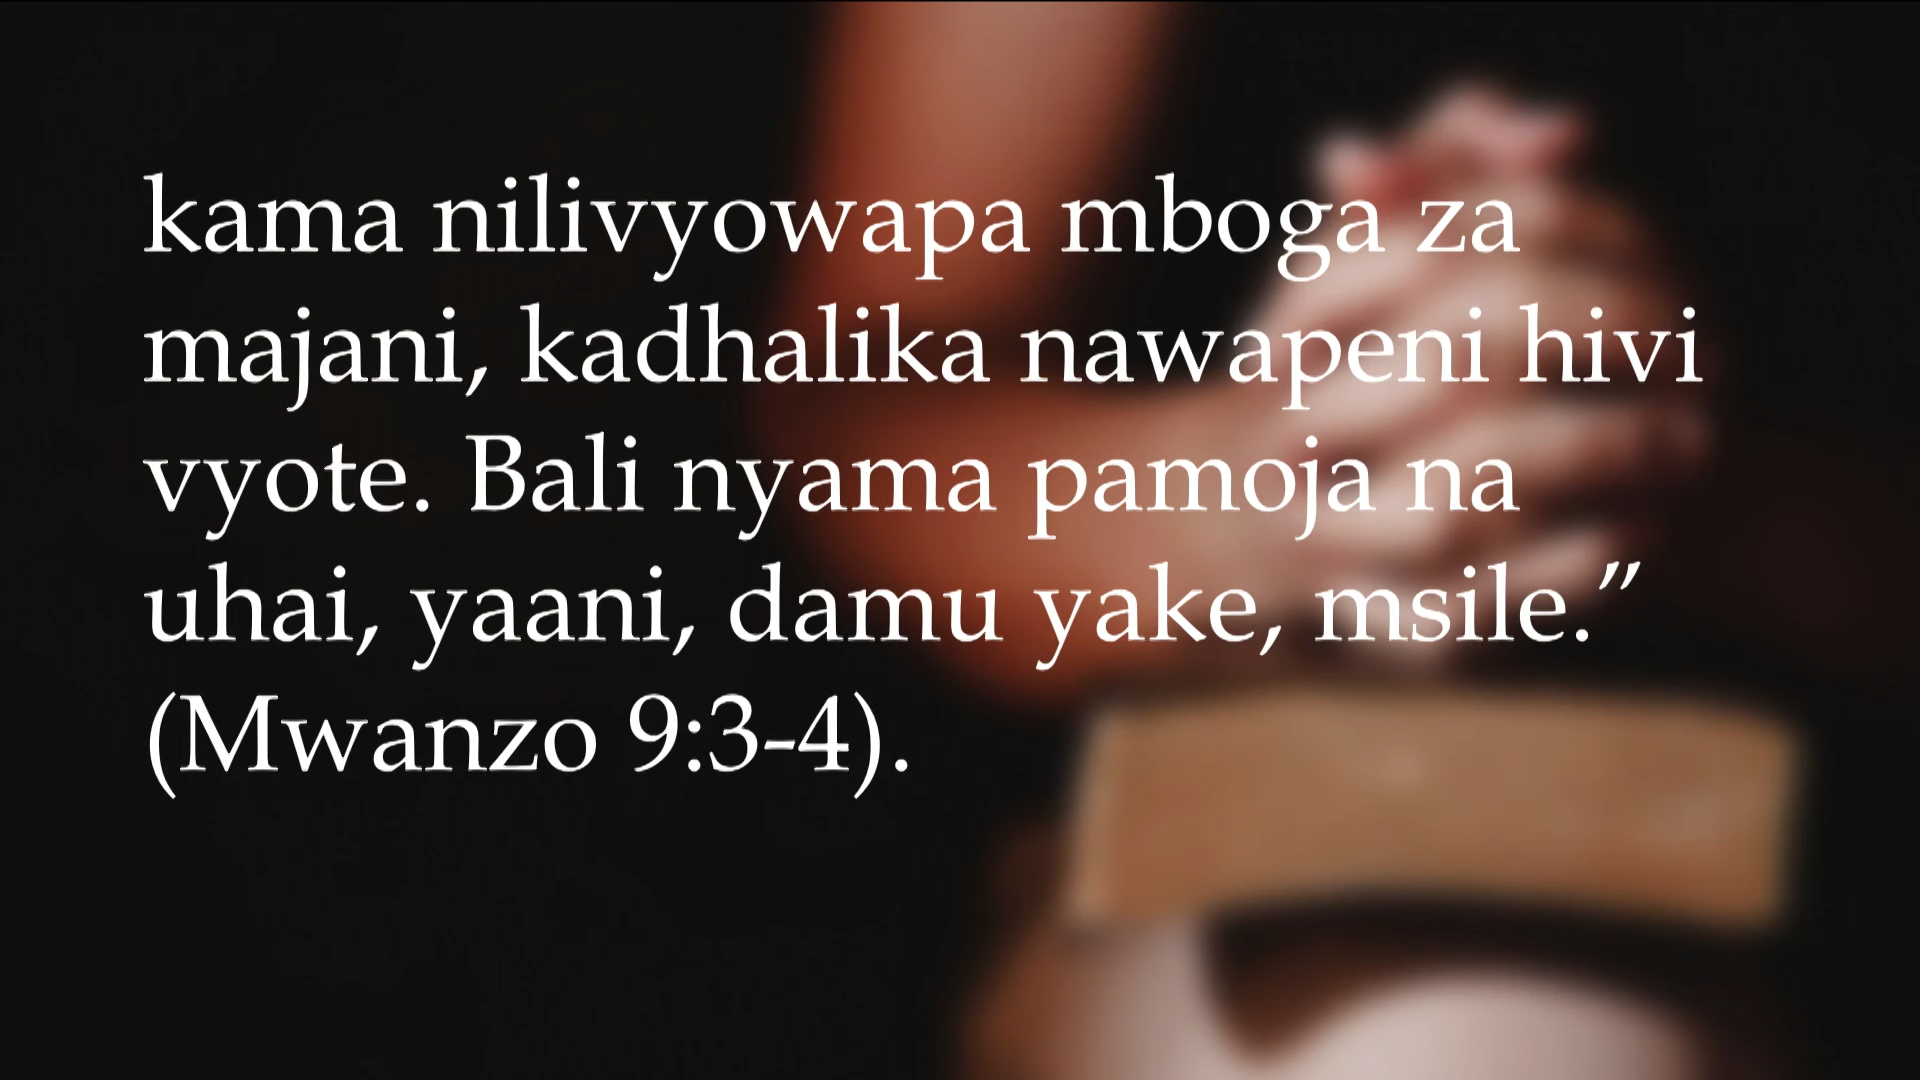 kama nilivyowapa mboga za
majani, kadhalika nawapeni hivi
vyote. Bali nyama pamoja na
uhai, yaani, damu yake, msile.”
(Mwanzo 9:3-4).